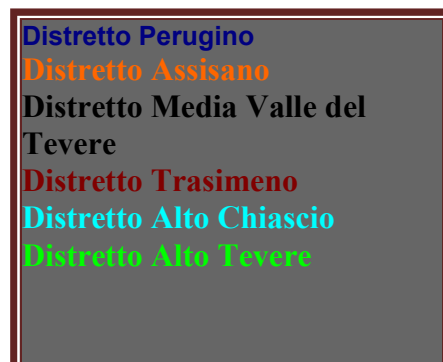 Distretto Perugino
Distretto Assisano
Distretto Media Valle del
Tevere
Distretto Trasimeno
Distretto Alto Chiascio
Distretto Alto Tevere